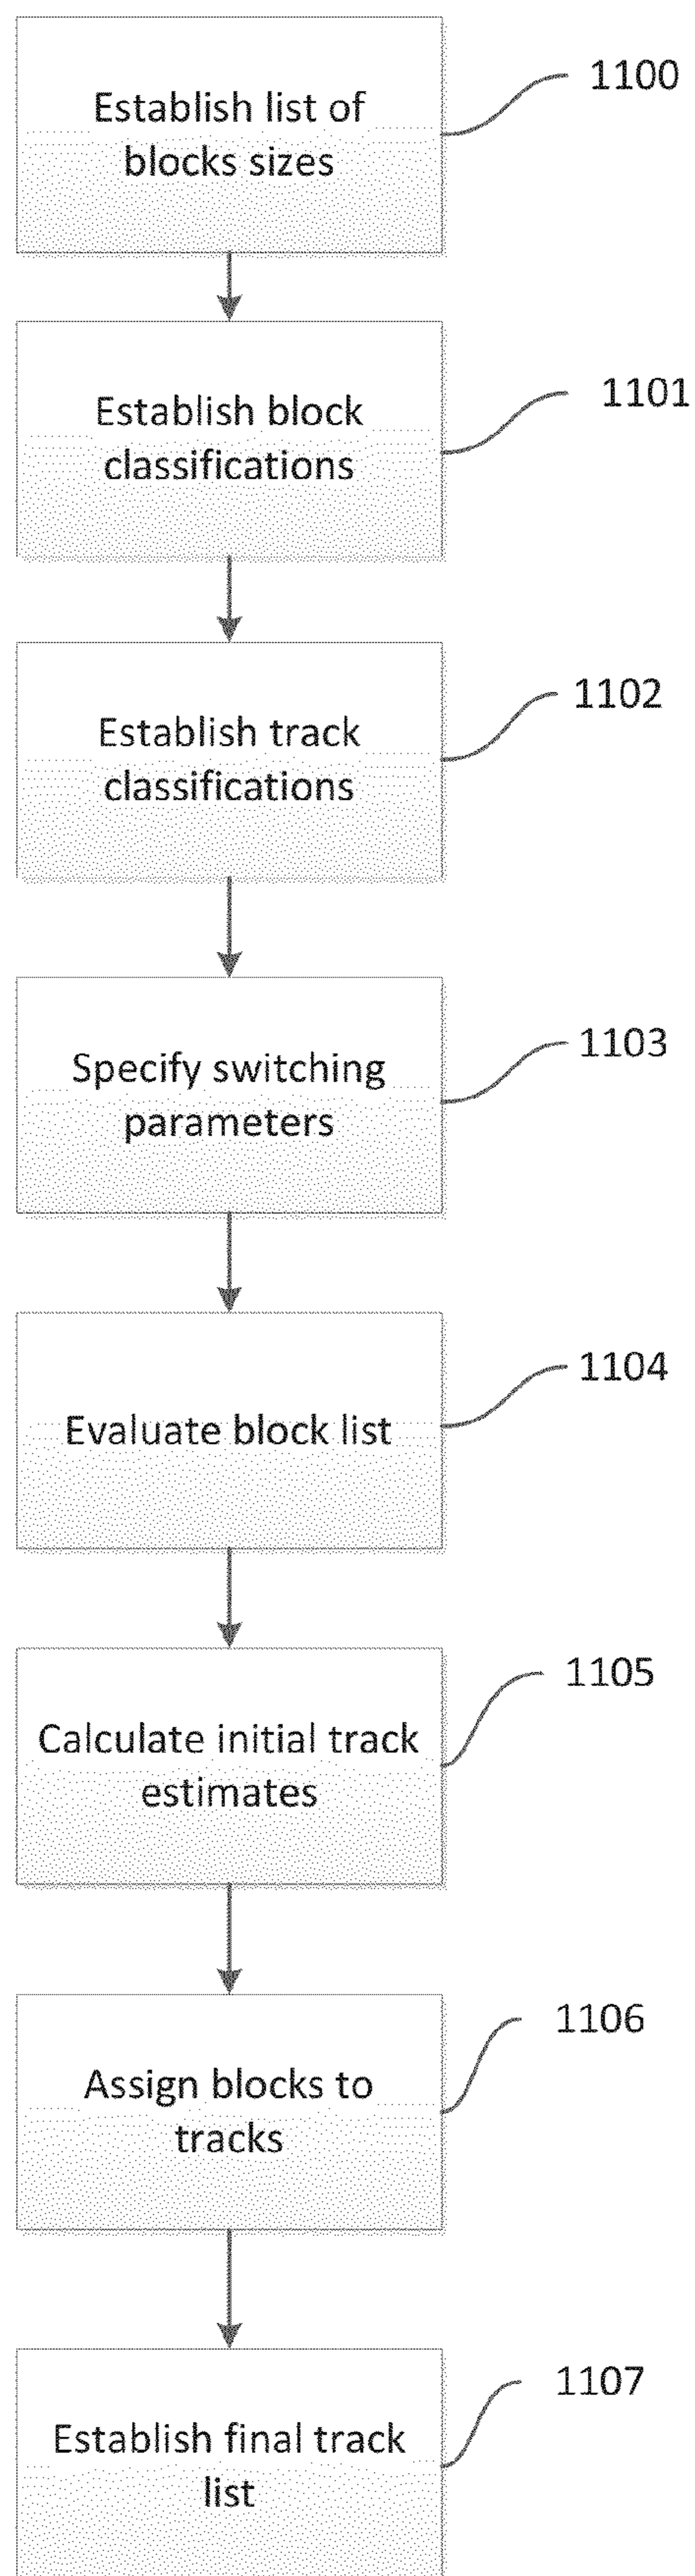 Establish list of
blocks sizes
1100
Establish block
classifications
1101
Establish track
classifications
1102
Specify switching
parameters
1103
Evaluate block list
1104
Calculate initial track
estimates
1105
Assign blocks to
tracks
1106
Establish final track
list
1107